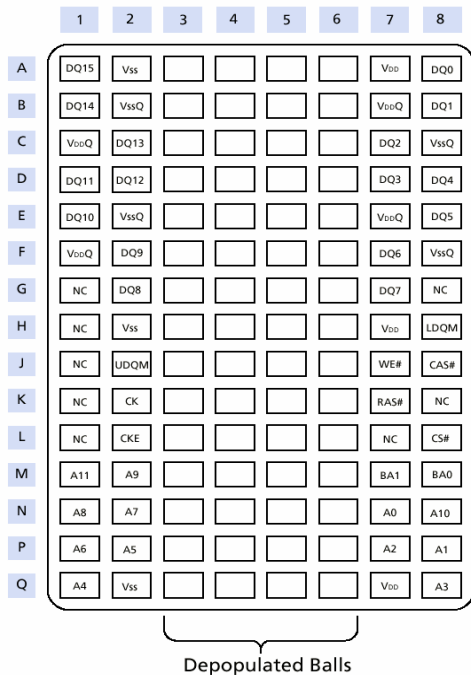 1 2 3 4 5 6 7 8
A DQ15 Vss VDD DQ0
B DQ14 VssQ VDDQ DQ1
C VDDQ DQ13 DQ2 VssQ
D DQ11 DQ12 DQ3 DQ4
E DQ10 VssQ VDDQ DQ5
F VDDQ DQ9 DQ6 VssQ
G NC DQ8 DQ7 NC
H NC Vss VDD LDQM
J NC UDQM WE# CAS#
K NC CK RAS# NC
L NC CKE NC CS#
M A11 A9 BA1 BA0
N A8 A7 A0 A10
P A6 A5 A2 A1
Q A4 Vss VDD A3
Depopulated Balls